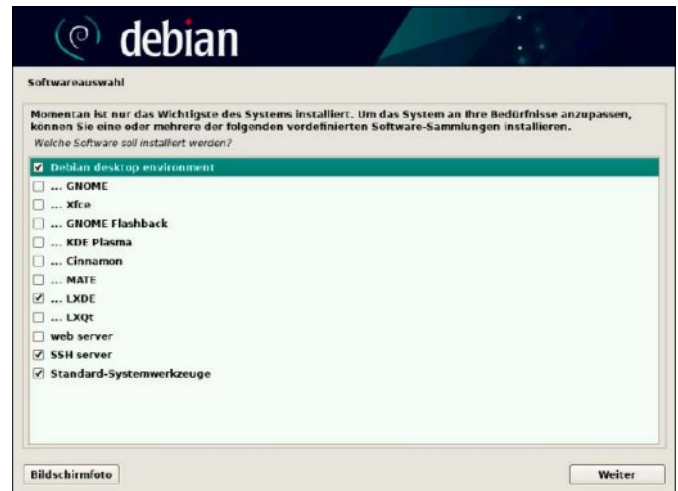 debian
Softwareauswahl
Momentan ist nur das Wichtigste des Systems installiert. Um das System an Ihre Bedürfnisse anzupassen,
können Sie eine oder mehrere der folgenden vordefinierten Software-Sammlungen installieren.
Welche Software soll installiert werden?
Debian desktop environment
... GNOME
... Xfce
... GNOME Flashback
... KDE Plasma
... Cinnamon
... MATE
... LXDE
... LXQt
web server
SSH server
Standard-Systemwerkzeuge
Bildschirmfoto
Weiter